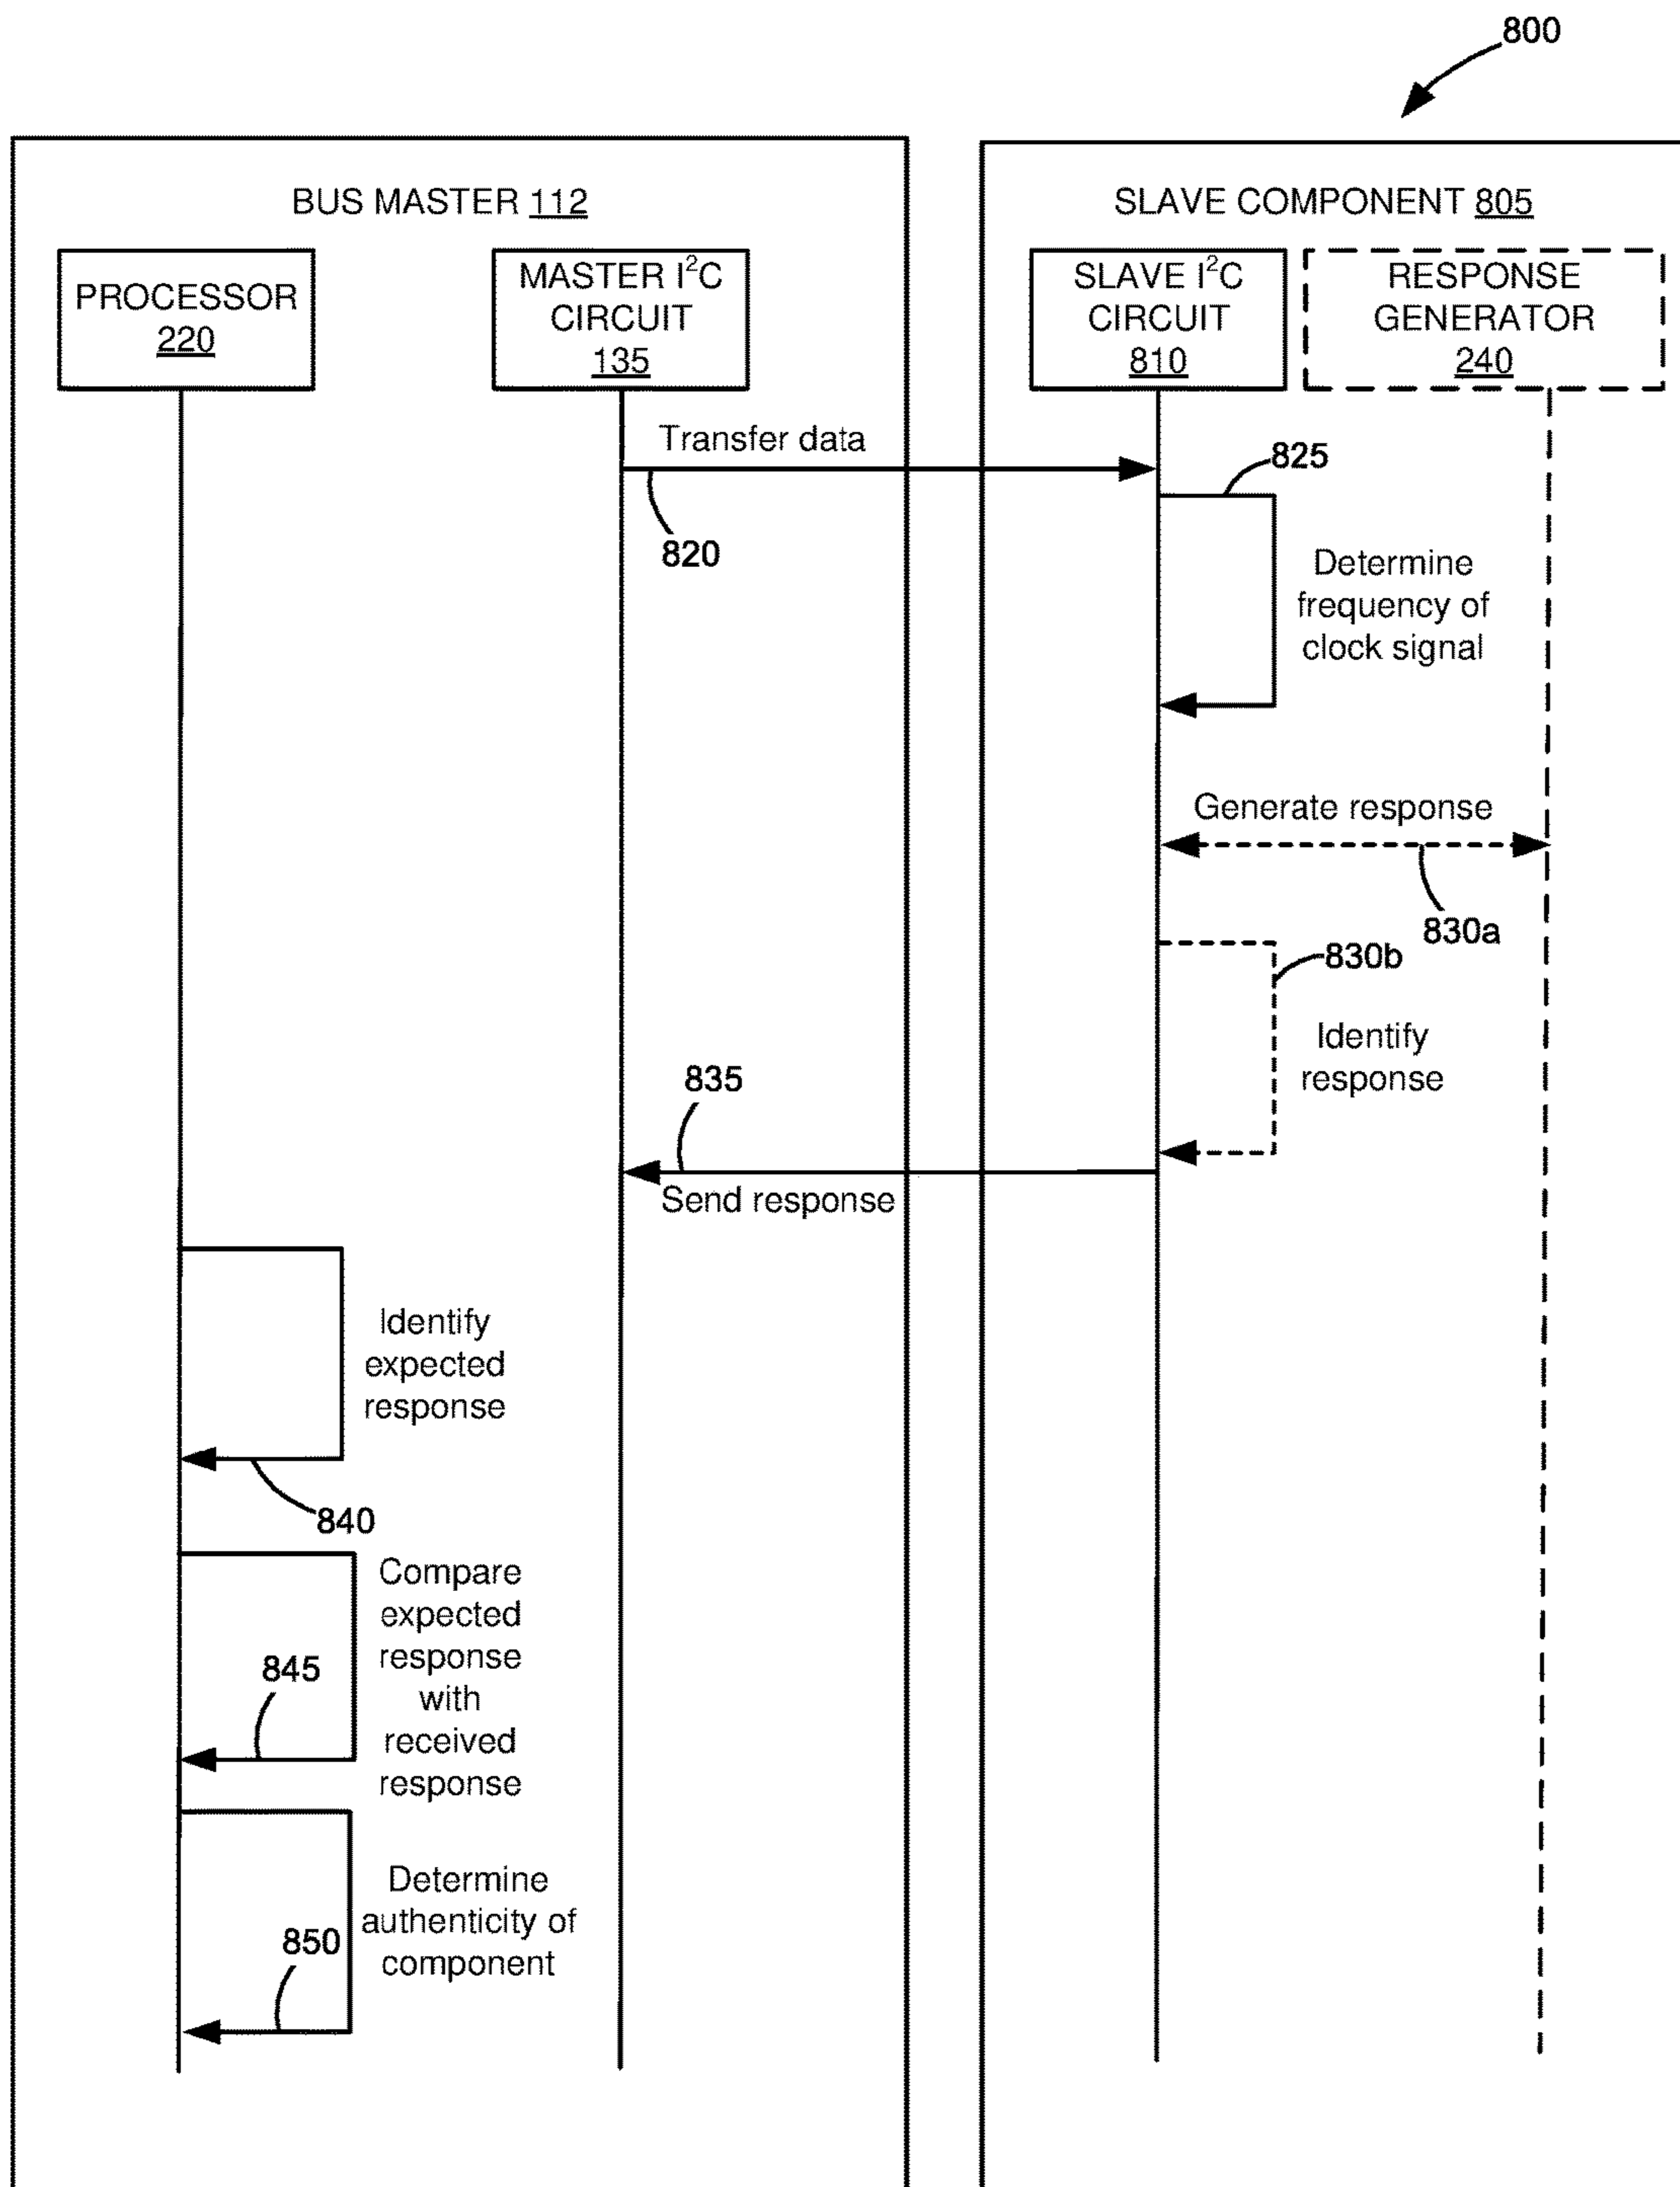 800
BUS MASTER 112
SLAVE COMPONENT 805
PROCESSOR
220
MASTER I²C
CIRCUIT
135
SLAVE I²C
CIRCUIT
810
RESPONSE
GENERATOR
240
Transfer data
820
825
Determine
frequency of
clock signal
Generate response
830a
830b
Identify
response
835
Send response
Identify
expected
response
840
Compare
expected
response
with
received
response
845
Determine
authenticity of
component
850